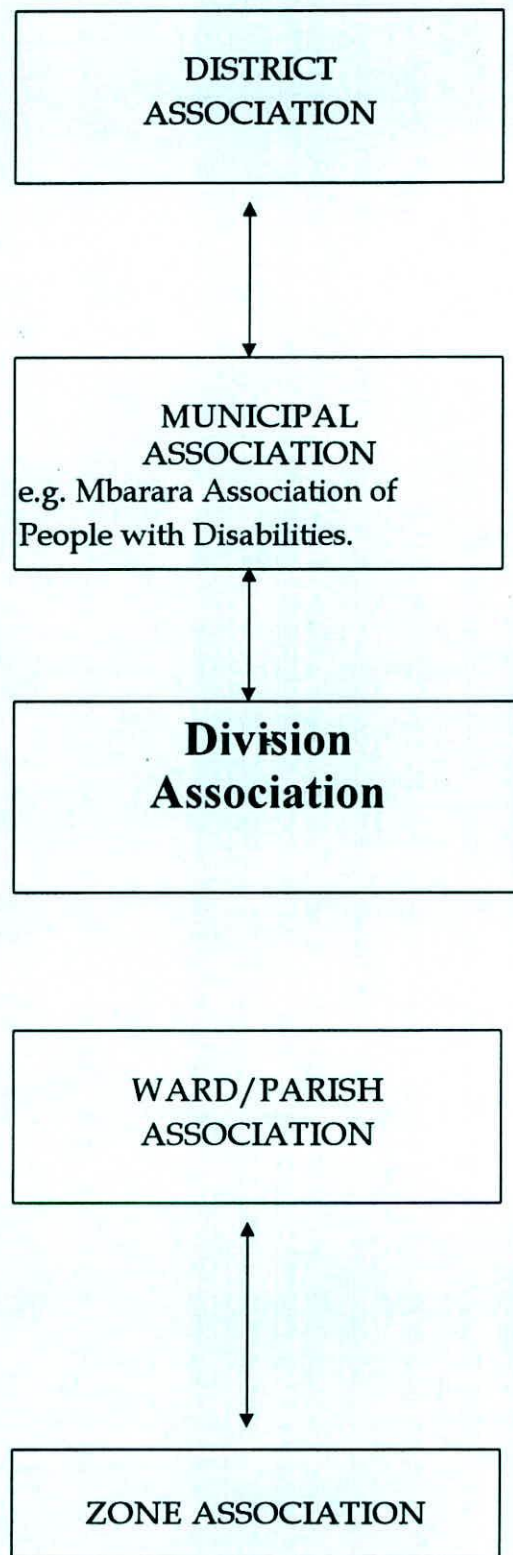 DISTRICT
ASSOCIATION
MUNICIPAL
ASSOCIATION
e.g. Mbarara Association of
People with Disabilities.
Division
Association
WARD/PARISH
ASSOCIATION
ZONE ASSOCIATION